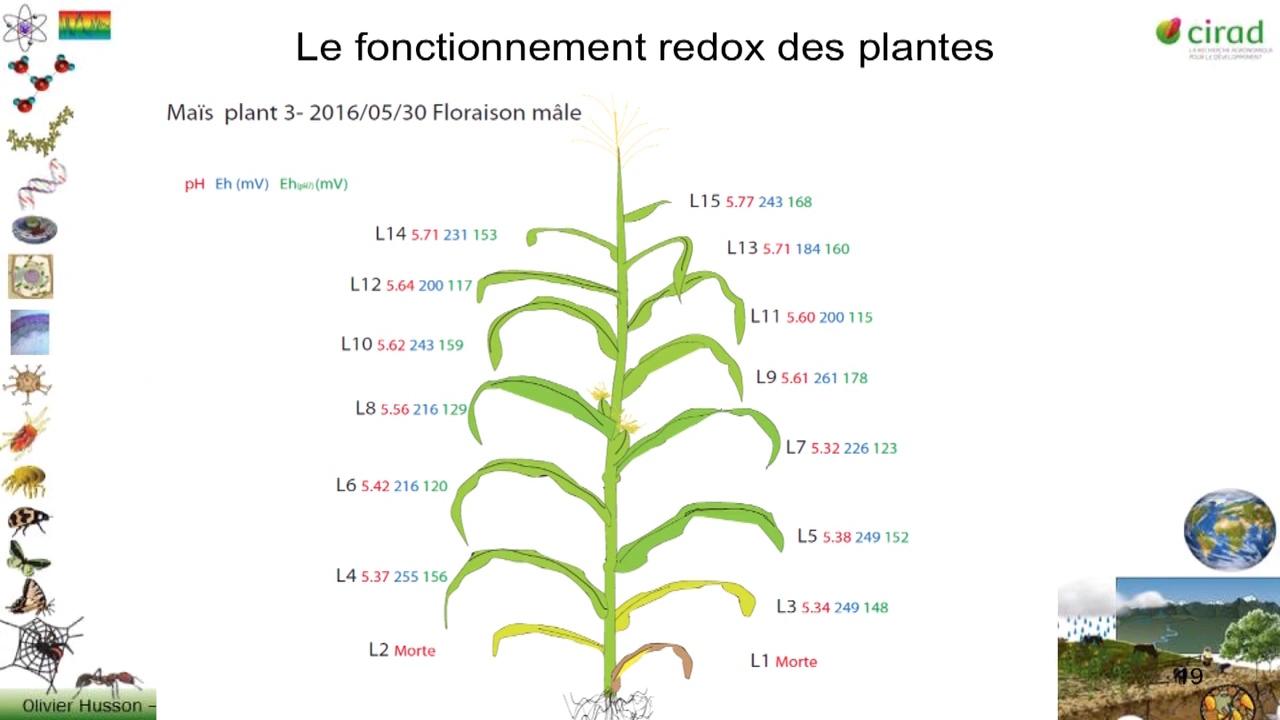 Le fonctionnement redox des plantes
cirad
LA RECHERCHE AGRONOMIQUE
POUR LE DÉVELOPPEMENT
Maïs plant 3- 2016/05/30 Floraison mâle
pH Eh (mV) Eh(pH7) (mV)
L15 5.77 243 168
L14 5.71 231 153
L13 5.71 184 160
L12 5.64 200 117
L11 5.60 200 115
L10 5.62 243 159
L9 5.61 261 178
L8 5.56 216 129
L7 5.32 226 123
L6 5.42 216 120
L5 5.38 249 152
L4 5.37 255 156
L3 5.34 249 148
L2 Morte
L1 Morte
Olivier Husson –